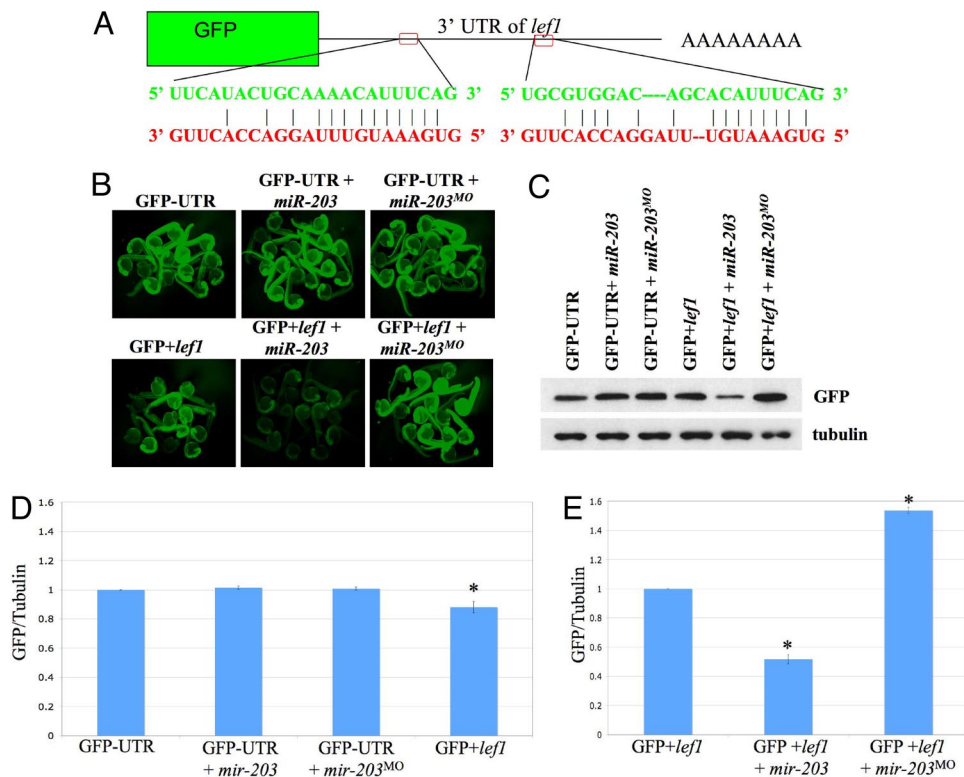 A
GFP
3' UTR of lef1
AAAAAAAA
5' UUCAUACUGCAAAACAUUUCAG 3'
5' UGCGUGGAC----AGCACAUUUCAG 3'
3' GUUCACCAGGAUUUGUAAAGUG 5'
3' GUUCACCAGGAUU--UGUAAAGUG 5'
B
GFP-UTR
GFP-UTR +
miR-203
GFP-UTR +
miR-203MO
GFP+lef1
GFP+lef1 +
miR-203
GFP+lef1 +
miR-203MO
C
GFP-UTR
GFP-UTR+ miR-203
GFP-UTR + miR-203MO
GFP+lef1
GFP+lef1 + miR-203
GFP+lef1 + miR-203MO
GFP
tubulin
D
GFP/Tubulin
1.6
1.4
1.2
1
0.8
0.6
0.4
0.2
0
*
GFP-UTR
GFP-UTR
+ mir-203
GFP-UTR
+ mir-203MO
GFP+lef1
E
GFP/Tubulin
1.6
1.4
1.2
1
0.8
0.6
0.4
0.2
0
*
*
GFP+lef1
GFP +lef1
+ mir-203
GFP +lef1
+ mir-203MO